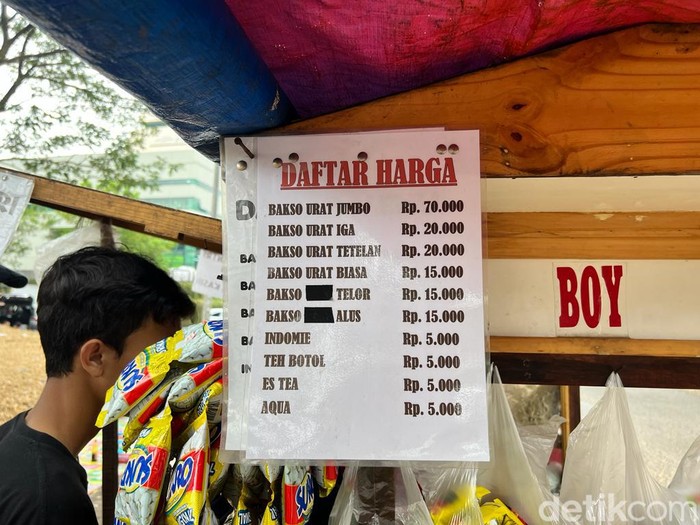 DAFTAR HARGA
BAKSO URAT JUMBO Rp. 70.000
BAKSO URAT IGA Rp. 20.000
BAKSO URAT TETELAN Rp. 20.000
BAKSO URAT BIASA Rp. 15.000
BAKSO TELOR Rp. 15.000
BAKSO ALUS Rp. 15.000
INDOMIE Rp. 5.000
TEH BOTOL Rp. 5.000
ES TEA Rp. 5.000
AQUA Rp. 5.000
BOY
detikcom